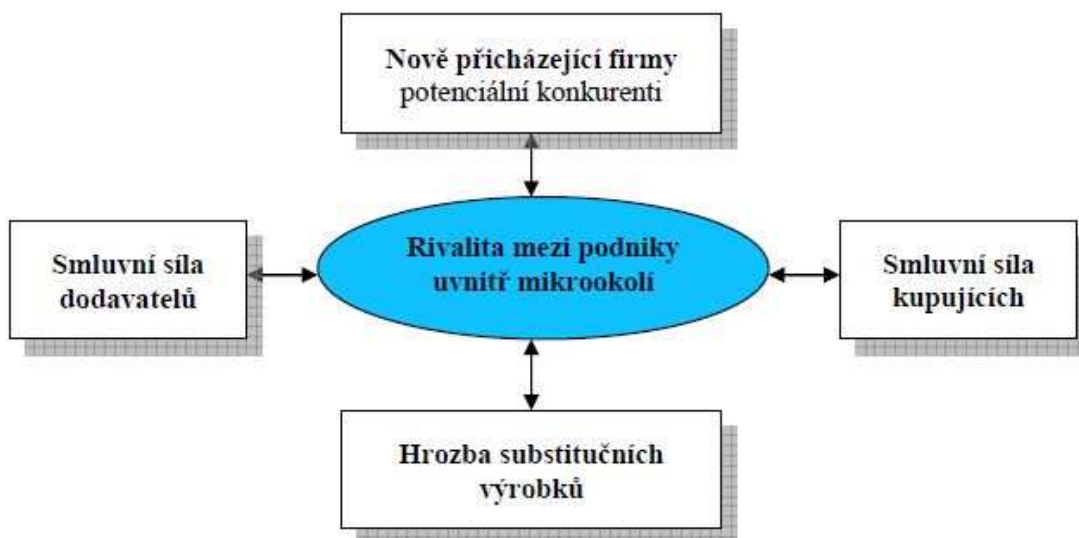 Nově přicházející firmy
potenciální konkurenti
Smluvní síla
dodavatelů
Rivalita mezi podniky
uvnitř mikrookolí
Smluvní síla
kupujících
Hrozba substitučních
výrobků